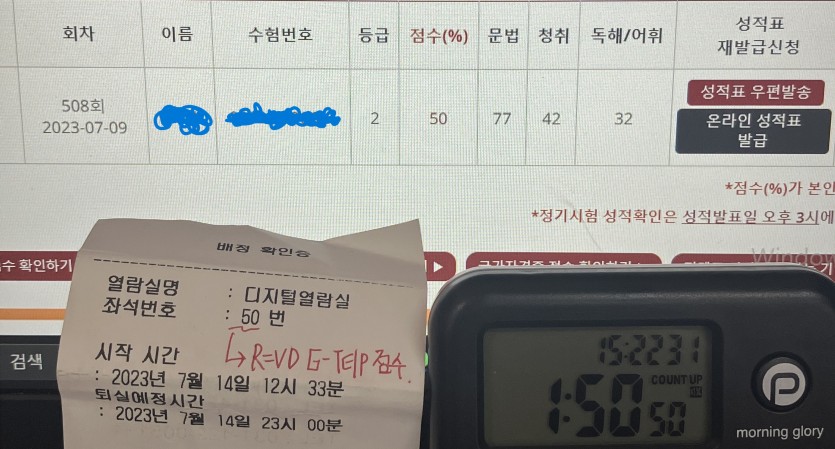 회차 이름 수험번호 등급 점수(%) 문법 청취 독해/어휘 성적표 재발급신청
508회
2023-07-09
2 50 77 42 32
성적표 우편발송
온라인 성적표
발급
*점수(%)가 본인
*정기시험 성적확인은 성적발표일 오후 3시에
수 확인하기
Window
검색
배정 확인증
열람실명 : 디지털열람실
좌석번호 : 50 번
↳ R=VD G-TElP 점수.
시작 시간
: 2023년 7월 14일 12시 33분
퇴실예정시간
: 2023년 7월 14일 23시 00분
15:22 31
COUNT UP
1:50 50
P
morning glory